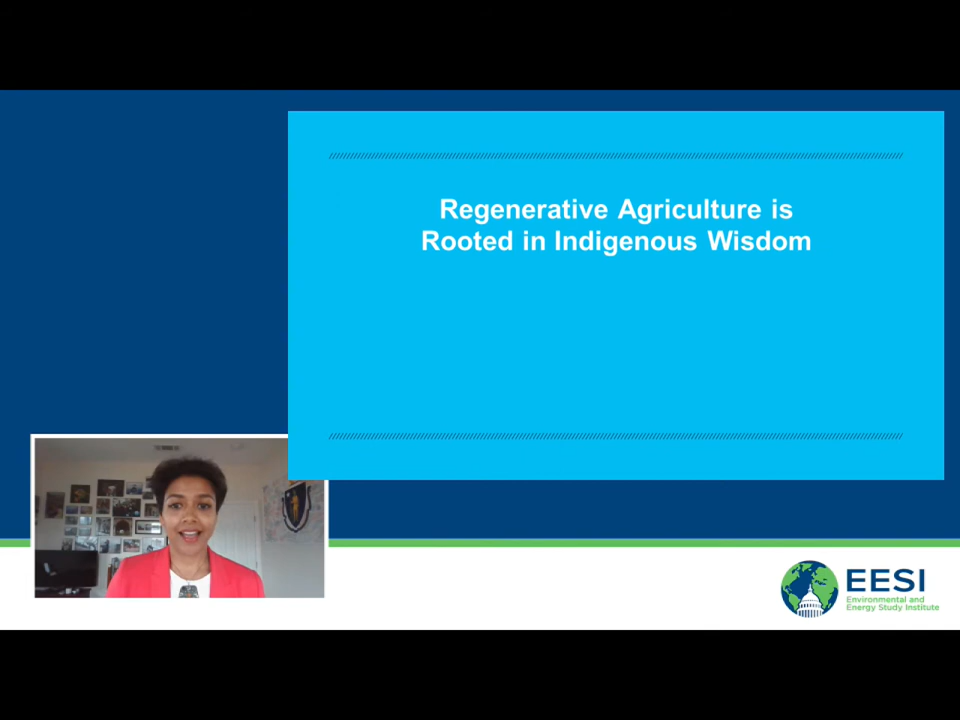 Regenerative Agriculture is
Rooted in Indigenous Wisdom
EESI
Environmental and
Energy Study Institute